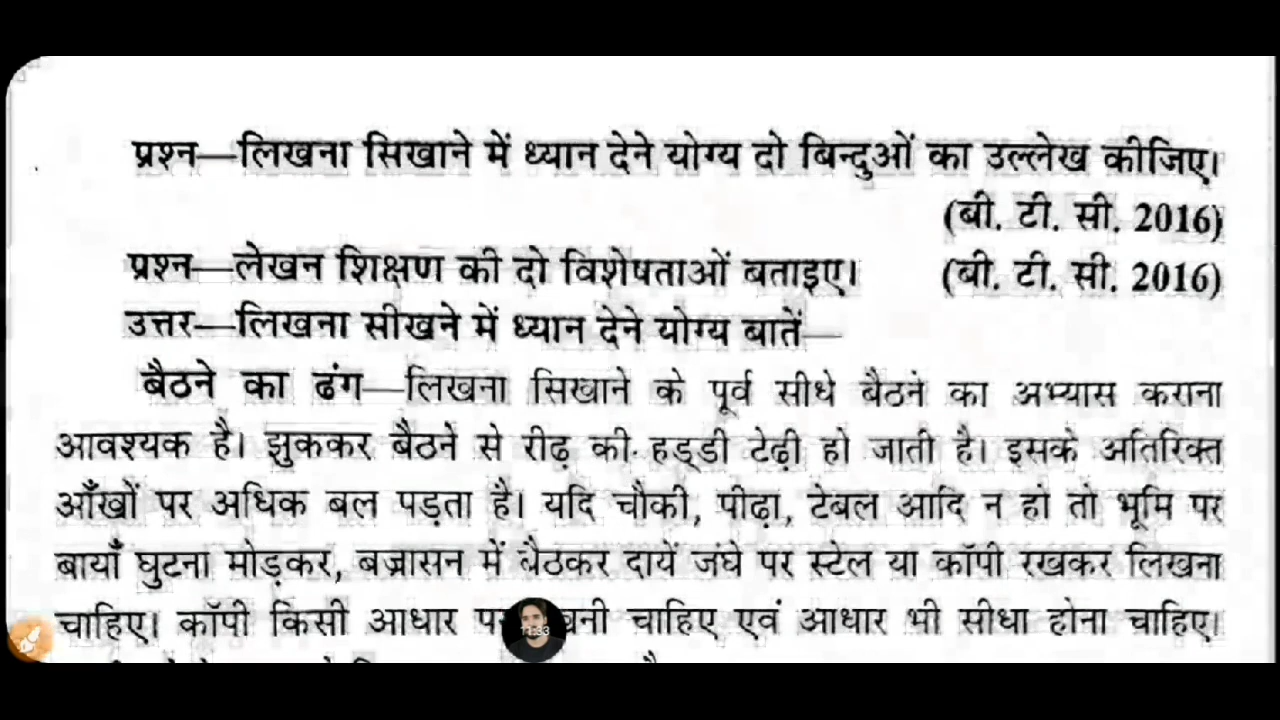 प्रश्न—लिखना सिखाने में ध्यान देने योग्य दो बिन्दुओं का उल्लेख कीजिए।
(बी. टी. सी. 2016)
प्रश्न—लेखन शिक्षण की दो विशेषताओं बताइए। (बी. टी. सी. 2016)
उत्तर—लिखना सीखने में ध्यान देने योग्य बातें—
बैठने का ढंग—लिखना सिखाने के पूर्व सीधे बैठने का अभ्यास कराना
आवश्यक है। झुककर बैठने से रीढ़ की हड्डी टेढ़ी हो जाती है। इसके अतिरिक्त
आँखों पर अधिक बल पड़ता है। यदि चौकी, पीढ़ा, टेबल आदि न हो तो भूमि पर
बायाँ घुटना मोड़कर, बज्रासन में बैठकर दायें जंघे पर स्टेल या कॉपी रखकर लिखना
चाहिए। कॉपी किसी आधार चाहिए एवं आधार भी सीधा होना चाहिए।